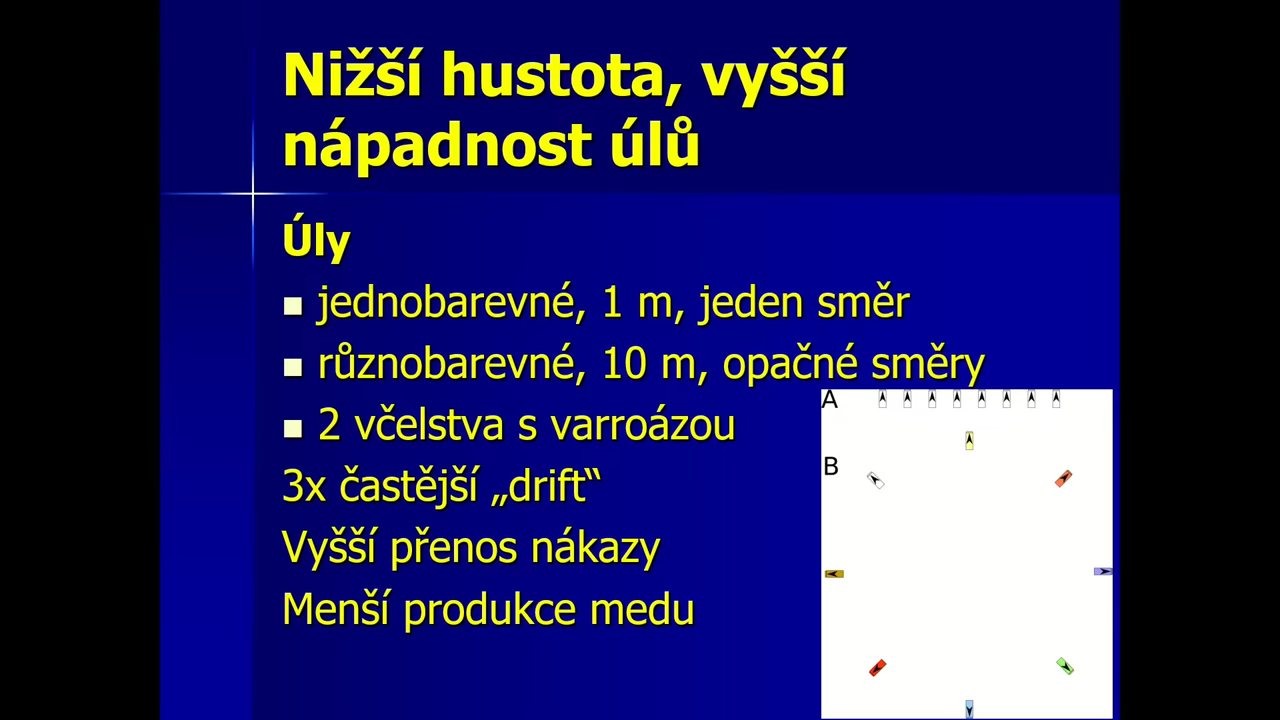 Nižší hustota, vyšší
nápadnost úlů
Úly
jednobarevné, 1 m, jeden směr
různobarevné, 10 m, opačné směry
2 včelstva s varroázou
3x častější „drift“
Vyšší přenos nákazy
Menší produkce medu
A
B